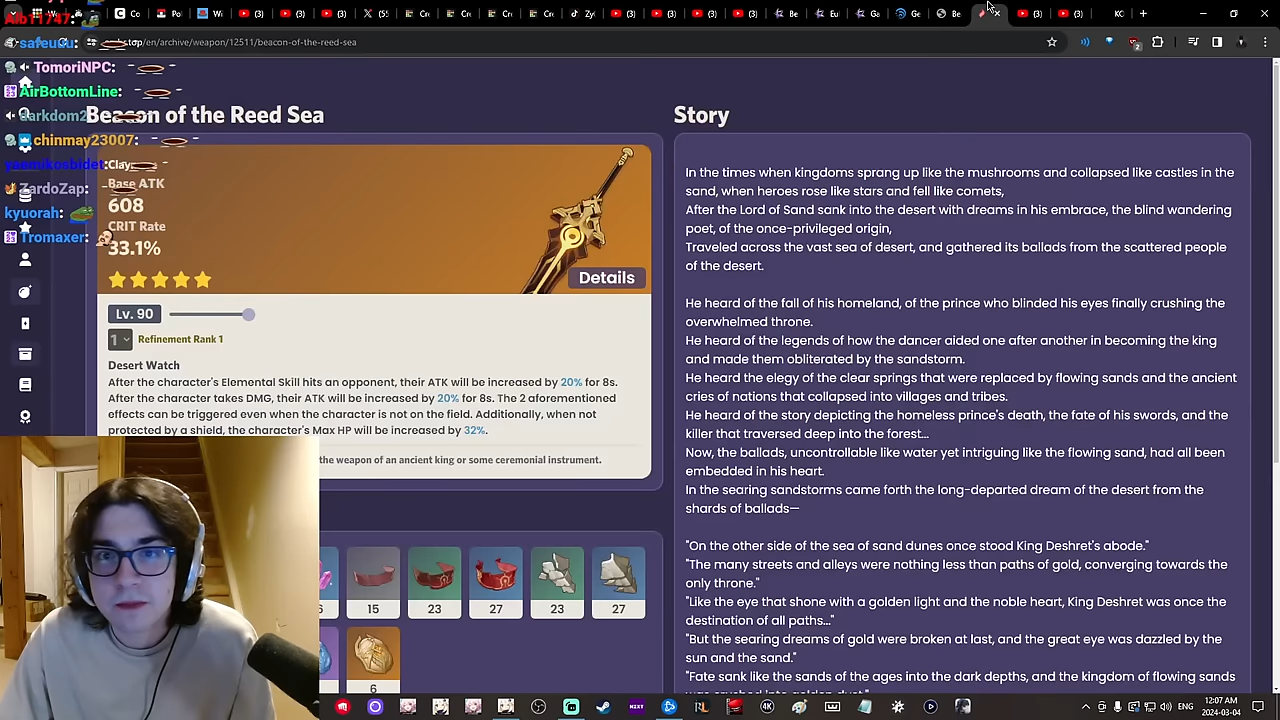 Alb11747:
safeuuu:
TomoriNPC:
AirBottomLine:
darkdom2
chinmay23007:
yaemikosbidet:
ZardoZap:
kyuorah:
Tromaxer:
/en/archive/weapon/12511/beacon-of-the-reed-sea
Beacon of the Reed Sea
Base ATK
608
CRIT Rate
33.1%
Details
Lv. 90
1
Refinement Rank 1
Desert Watch
After the character's Elemental Skill hits an opponent, their ATK will be increased by 20% for 8s.
After the character takes DMG, their ATK will be increased by 20% for 8s. The 2 aforementioned
effects can be triggered even when the character is not on the field. Additionally, when not
protected by a shield, the character's Max HP will be increased by 32%.
the weapon of an ancient king or some ceremonial instrument.
15
23
27
23
27
6
Story
In the times when kingdoms sprang up like the mushrooms and collapsed like castles in the
sand, when heroes rose like stars and fell like comets,
After the Lord of Sands went into the desert with dreams in his embrace, the blind wandering
poet, of the once-privileged origin,
Traveled across the vast sea of desert, and gathered its ballads from the scattered people
of the desert.
He heard of the fall of his homeland, of the prince who blinded his eyes finally crushing the
overwhelmed throne.
He heard of the legends of how the dancer aided one after another in becoming the king
and made them obliterated by the sandstorm.
He heard the elegy of the clear springs that were replaced by flowing sands and the ancient
cries of nations that collapsed into villages and tribes.
He heard of the story depicting the homeless prince's death, the fate of his swords, and the
killer that traversed deep into the forest...
Now, the ballads, uncontrollable like water yet intriguing like the flowing sand, had all been
embedded in his heart.
In the searing sandstorms came forth the long-departed dream of the desert from the
shards of ballads—
"On the other side of the sea of sand dunes once stood King Deshret's abode."
"The many streets and alleys were nothing less than paths of gold, converging towards the
only throne."
"Like the eye that shone with a golden light and the noble heart, King Deshret was once the
destination of all paths..."
"But the searing dreams of gold were broken at last, and the great eye was dazzled by the
sun and the sand."
"Fate sank like the sands of the ages into the dark depths, and the kingdom of flowing sands
12:07 AM
2024-03-04